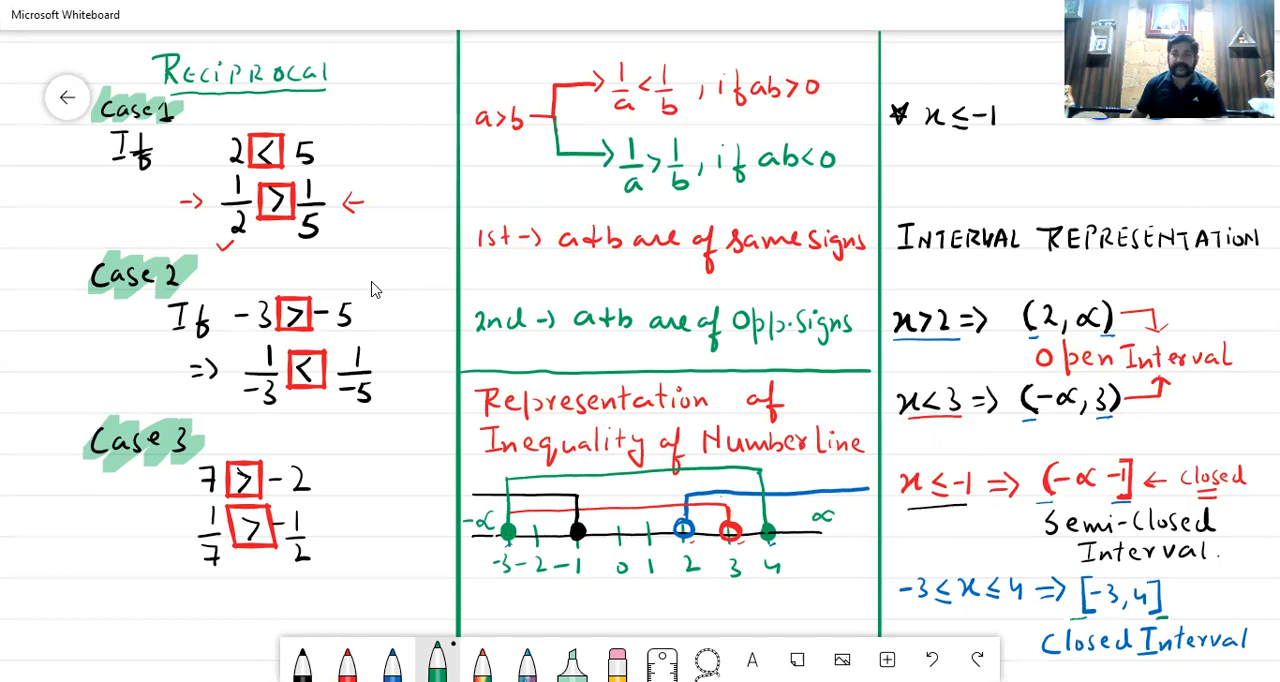 Microsoft Whiteboard
RECIPROCAL
Case 1
If 2 < 5
→ 1/2 > 1/5 ←
Case 2
If -3 > -5
=> 1/-3 < 1/-5
Case 3
7 > -2
1/7 > -1/2
a>b → 1/a < 1/b , if ab>0
→ 1/a > 1/b, if ab<0
1st → a + b are of same signs
2nd → a + b are of opp. signs
Representation of
Inequality of Number line
-∝ ∝
-3 -2 -1 0 1 2 3 4
* x ≤ -1
INTERVAL REPRESENTATION
x>2 => (2, ∝)
Open Interval
x<3 => (-∝, 3)
x ≤ -1 => (-∝ -1] ← Closed
Semi-Closed
Interval.
-3 ≤ x ≤ 4 => [-3, 4]
Closed Interval
A